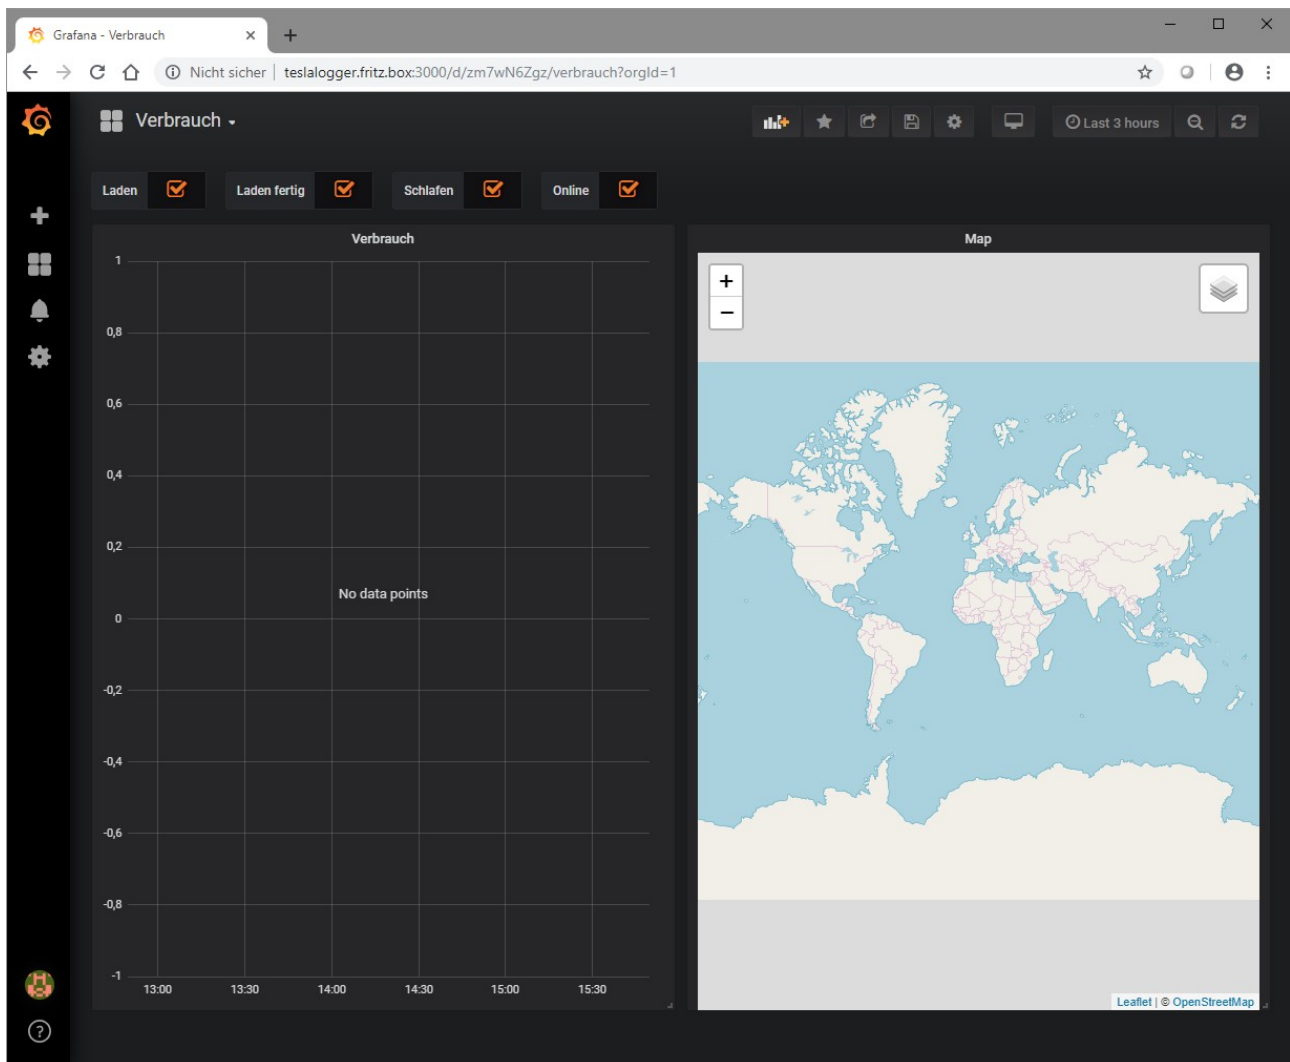 Grafana - Verbrauch
Nicht sicher | teslalogger.fritz.box:3000/d/zm7wN6Zgz/verbrauch?orgId=1
Verbrauch
Last 3 hours
Laden
Laden fertig
Schlafen
Online
Verbrauch
1
0,8
0,6
0,4
0,2
0
-0,2
-0,4
-0,6
-0,8
-1
No data points
13:00 13:30 14:00 14:30 15:00 15:30
Map
+
−
Leaflet | © OpenStreetMap